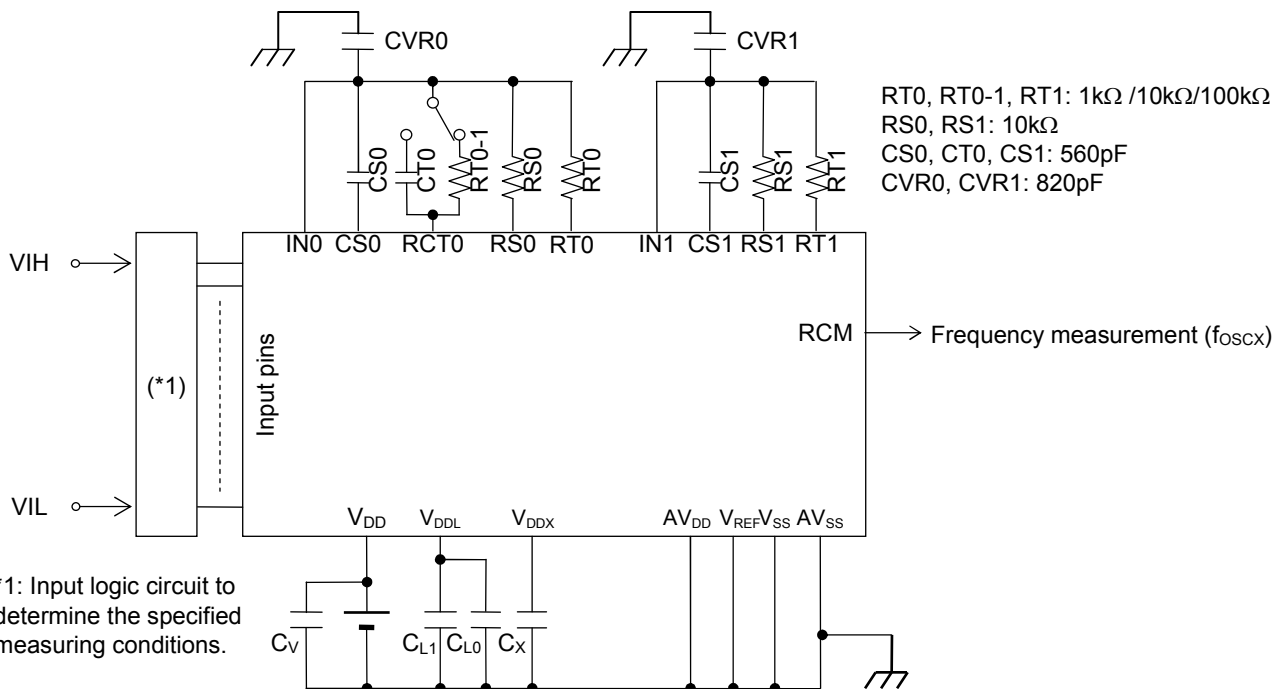 CVR0
CVR1
RT0, RT0-1, RT1: 1kΩ /10kΩ/100kΩ
RS0, RS1: 10kΩ
CS0, CT0, CS1: 560pF
CVR0, CVR1: 820pF
CS0
CT0
RT0-1
RS0
RT0
CS1
RS1
RT1
IN0 CS0 RCT0 RS0 RT0 IN1 CS1 RS1 RT1
VIH
(*1)
Input pins
RCM
Frequency measurement (fOSCX)
VIL
VDD VDDL VDDX AVDD VREF VSS AVSS
*1: Input logic circuit to
determine the specified
measuring conditions.
CV CL1 CL0 CX